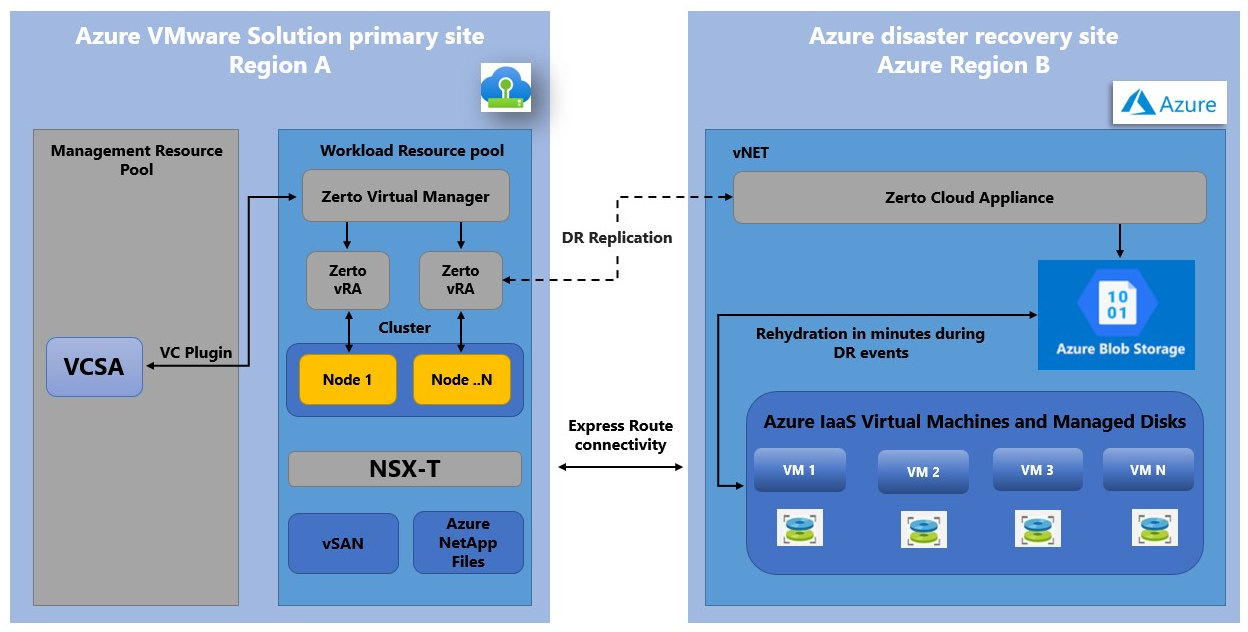 Azure VMware Solution primary site
Region A
Management Resource
Pool
VCSA
VC Plugin
Workload Resource pool
Zerto Virtual Manager
Zerto
vRA
Zerto
vRA
Cluster
Node 1
Node ..N
NSX-T
vSAN
Azure
NetApp
Files
DR Replication
Express Route
connectivity
Azure disaster recovery site
Azure Region B
Azure
vNET
Zerto Cloud Appliance
10
01
Azure Blob Storage
Rehydration in minutes during
DR events
Azure IaaS Virtual Machines and Managed Disks
VM 1
VM 2
VM 3
VM N